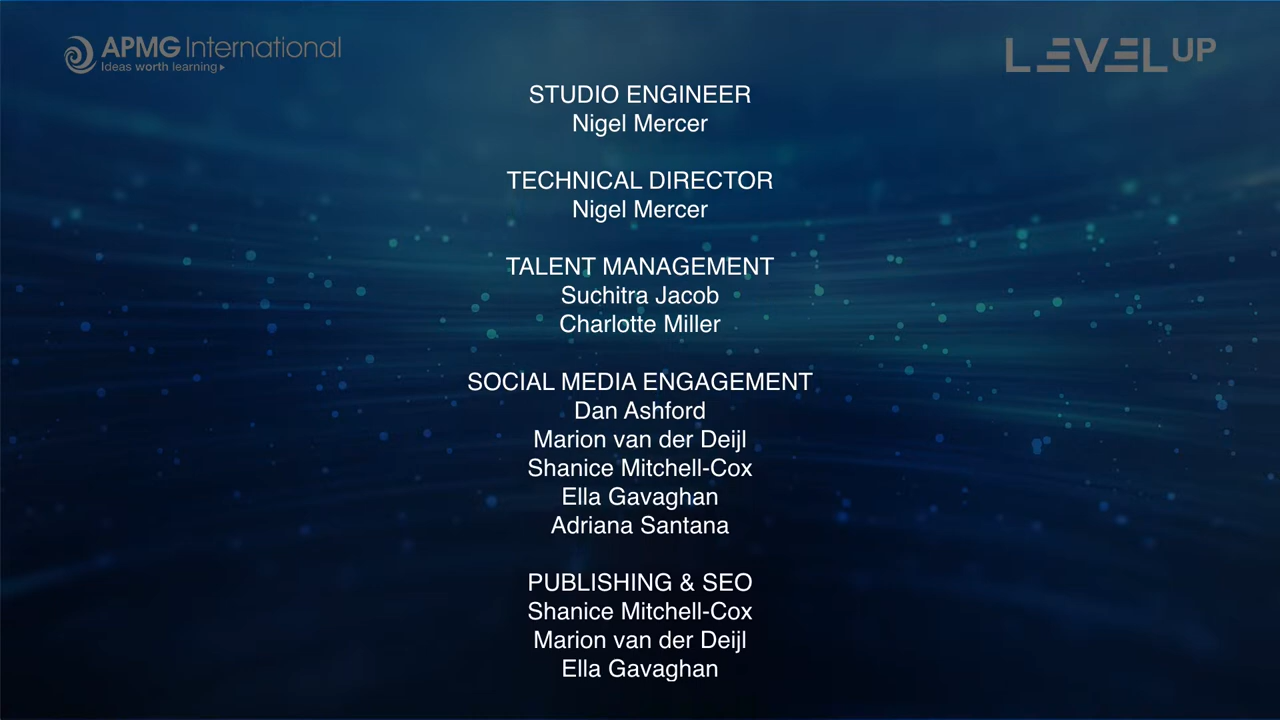 APMG International
Ideas worth learning
LEVEL UP
STUDIO ENGINEER
Nigel Mercer
TECHNICAL DIRECTOR
Nigel Mercer
TALENT MANAGEMENT
Suchitra Jacob
Charlotte Miller
SOCIAL MEDIA ENGAGEMENT
Dan Ashford
Marion van der Deijl
Shanice Mitchell-Cox
Ella Gavaghan
Adriana Santana
PUBLISHING & SEO
Shanice Mitchell-Cox
Marion van der Deijl
Ella Gavaghan